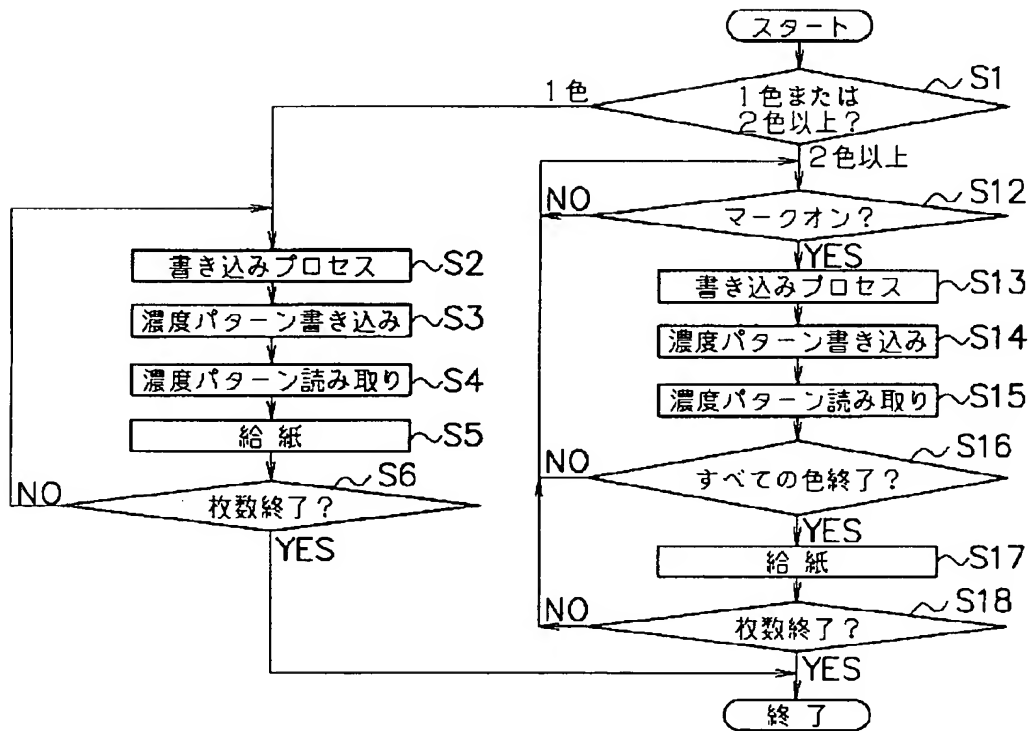 スタート
S1
1色または
2色以上?
1色
2色以上
S12
マークオン?
NO
YES
書き込みプロセス
S2
書き込みプロセス
S13
濃度パターン書き込み
S3
濃度パターン書き込み
S14
濃度パターン読み取り
S4
濃度パターン読み取り
S15
給紙
S5
S6
枚数終了?
NO
YES
S16
すべての色終了?
NO
YES
給紙
S17
S18
枚数終了?
NO
YES
終了